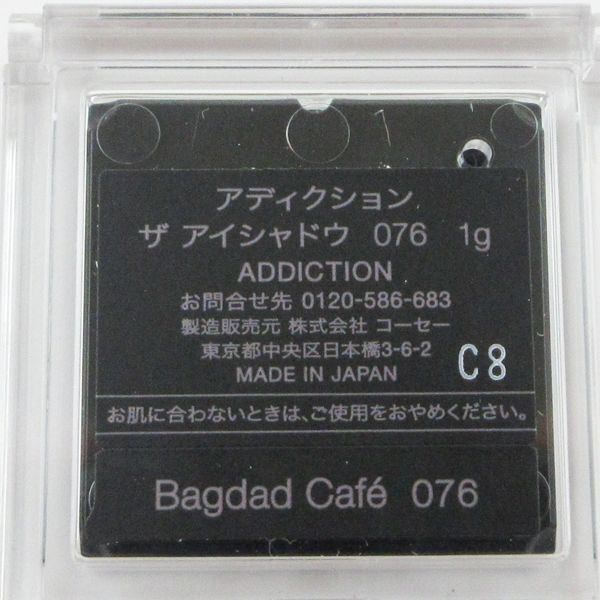 アディクション
ザ アイシャドウ 076 1g
ADDICTION
お問合せ先 0120-586-683
製造販売元 株式会社 コーセー
東京都中央区日本橋3-6-2
MADE IN JAPAN
C8
お肌に合わないときは、ご使用をおやめください。
Bagdad Café 076